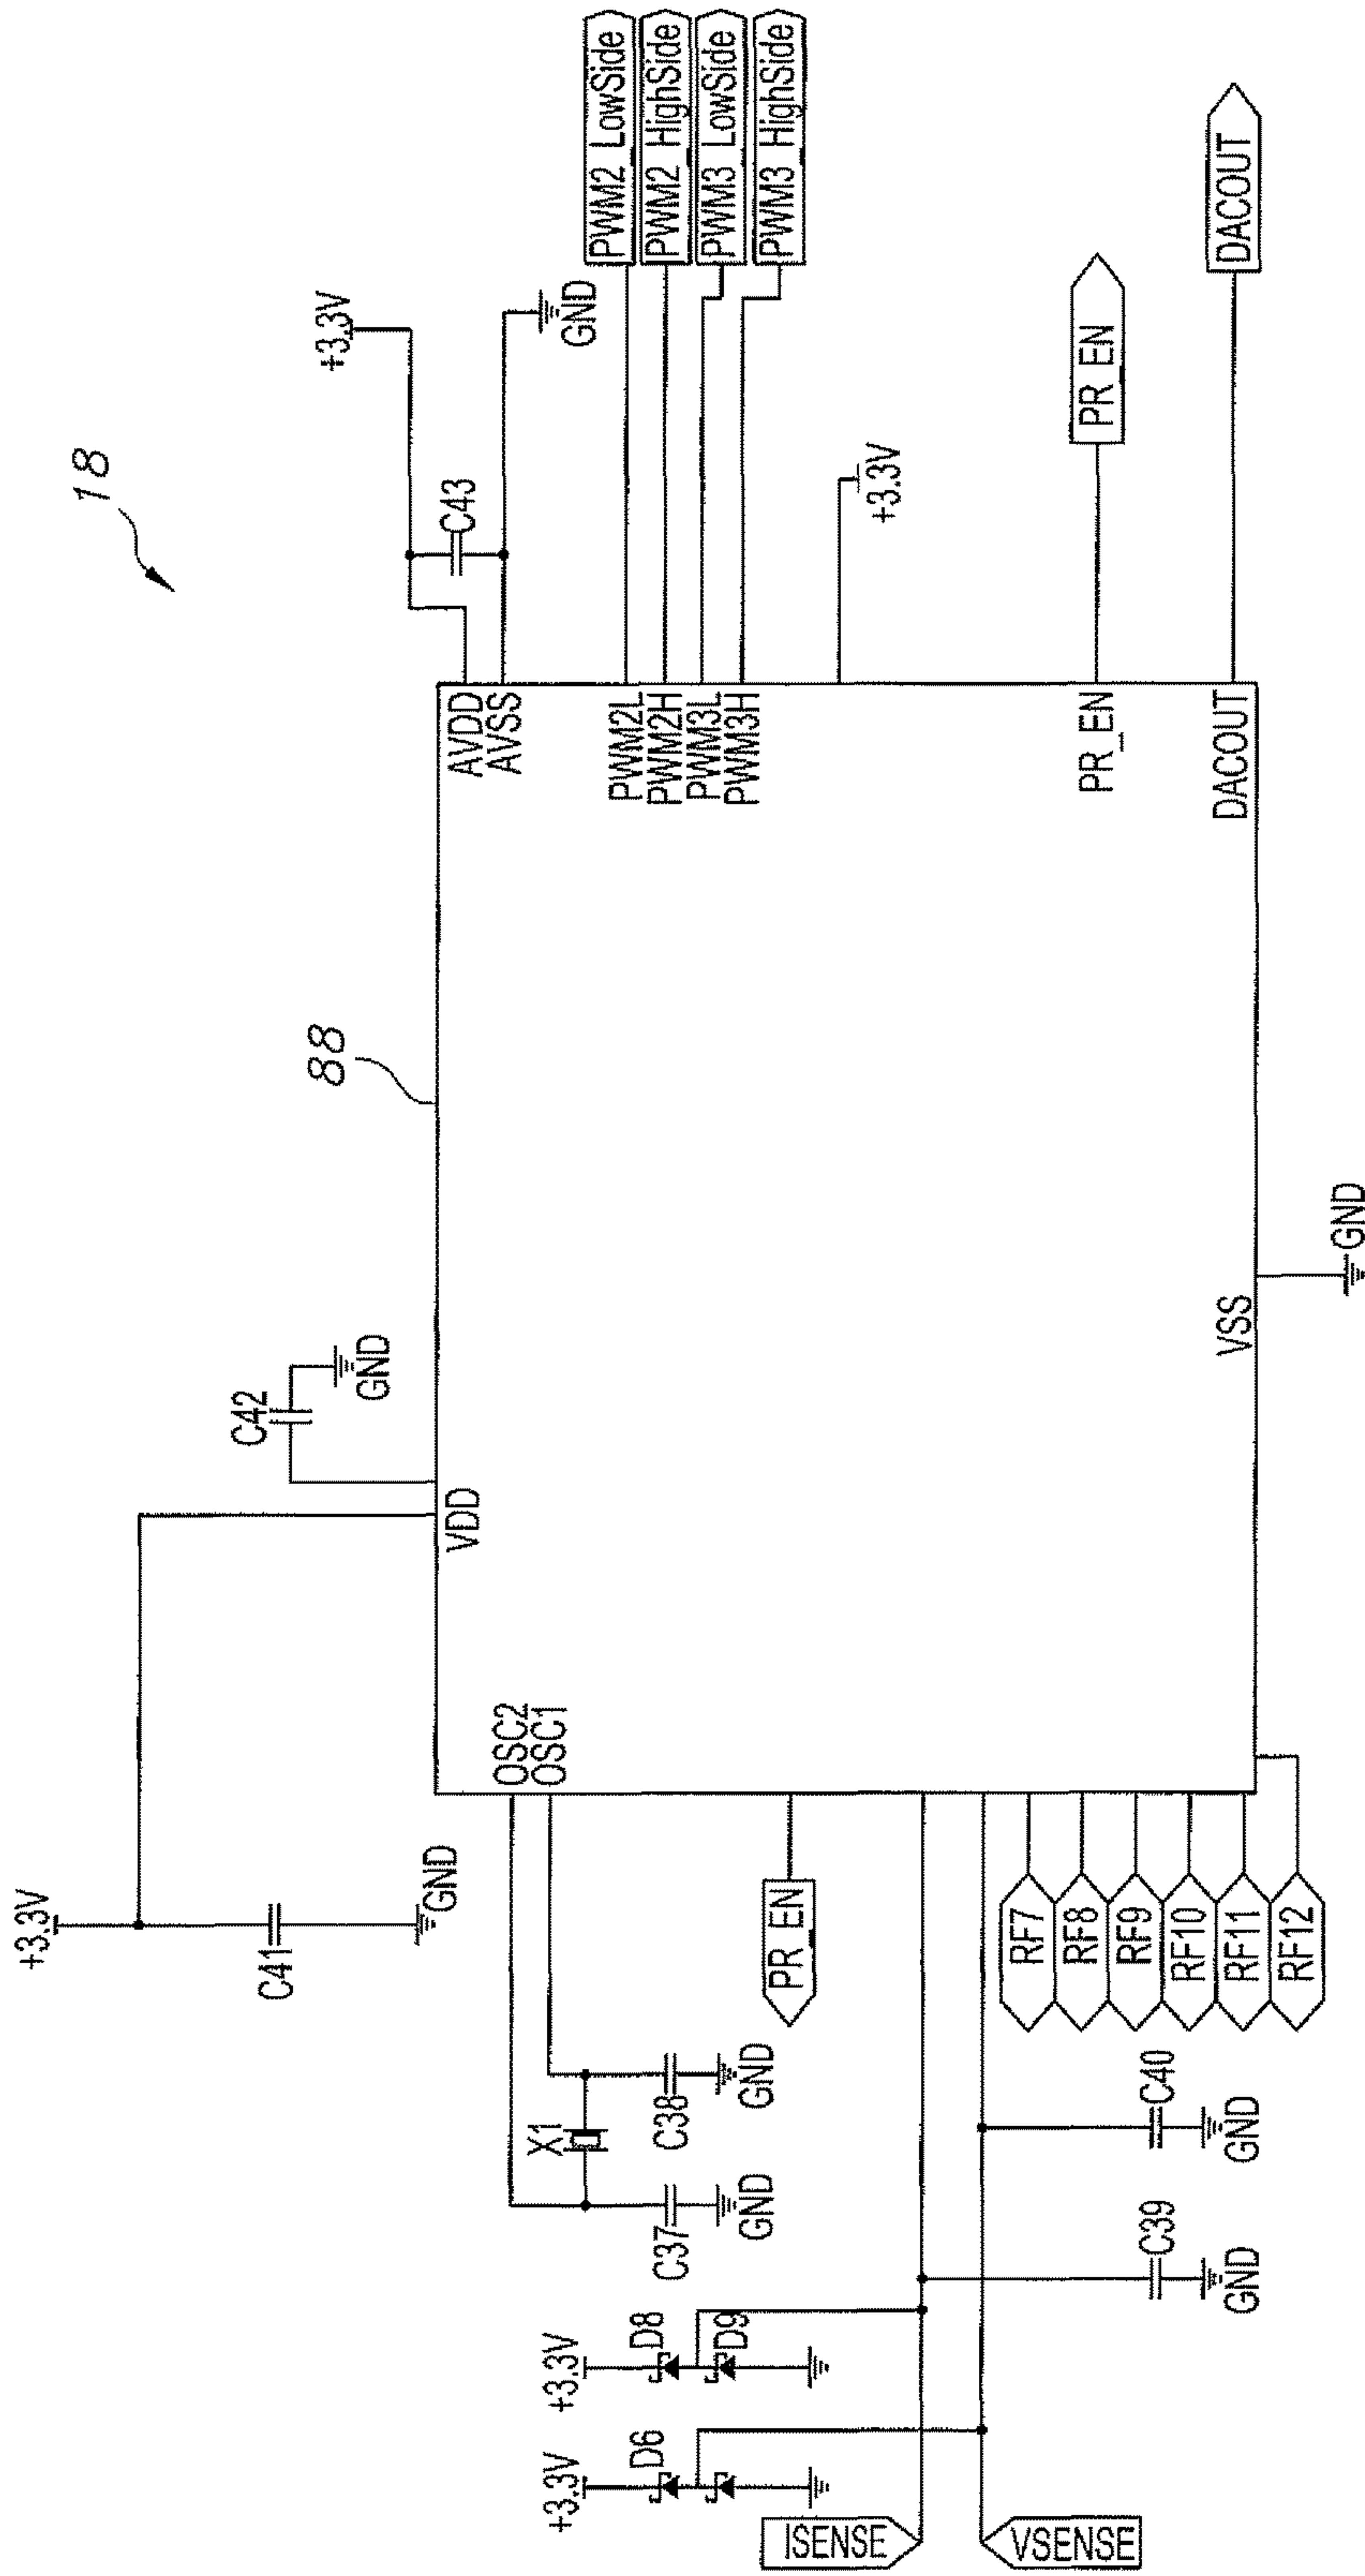 18
88
+3.3V
C41
GND
C42
GND
VDD
+3.3V
C43
GND
AVDD
AVSS
PWM2L
PWM2H
PWM3L
PWM3H
PWM2 LowSide
PWM2 HighSide
PWM3 LowSide
PWM3 HighSide
+3.3V
PR_EN
PR EN
DACOUT
DACOUT
OSC2
OSC1
X1
C37
GND
C38
GND
PR EN
+3.3V
D6
+3.3V
D8
D9
ISENSE
VSENSE
C39
GND
C40
GND
RF7
RF8
RF9
RF10
RF11
RF12
VSS
GND